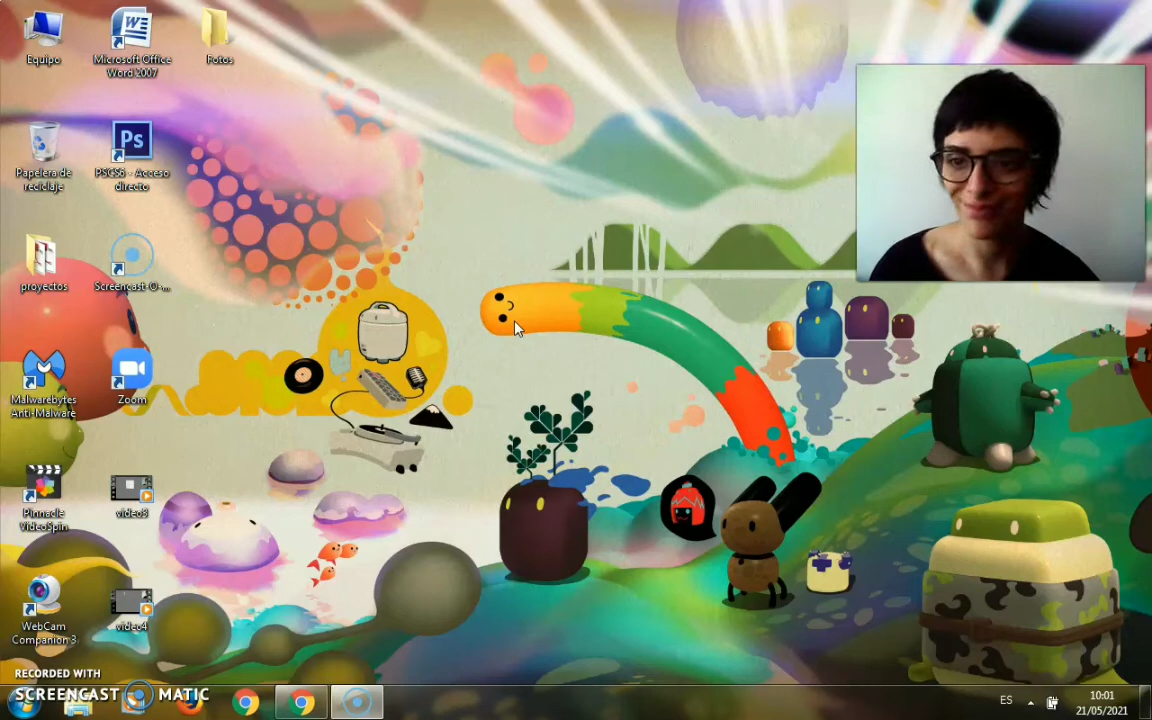 Equipo
Microsoft Office
Word 2007
Fotos
Papelera de
reciclaje
Ps
PSCS6 - Acceso
directo
proyectos
Screencast-O-...
Malwarebytes
Anti-Malware
Zoom
Pinnacle
VideoSpin
video3
WebCam
Companion 3
video4
RECORDED WITH
SCREENCAST MATIC
ES
10:01
21/05/2021